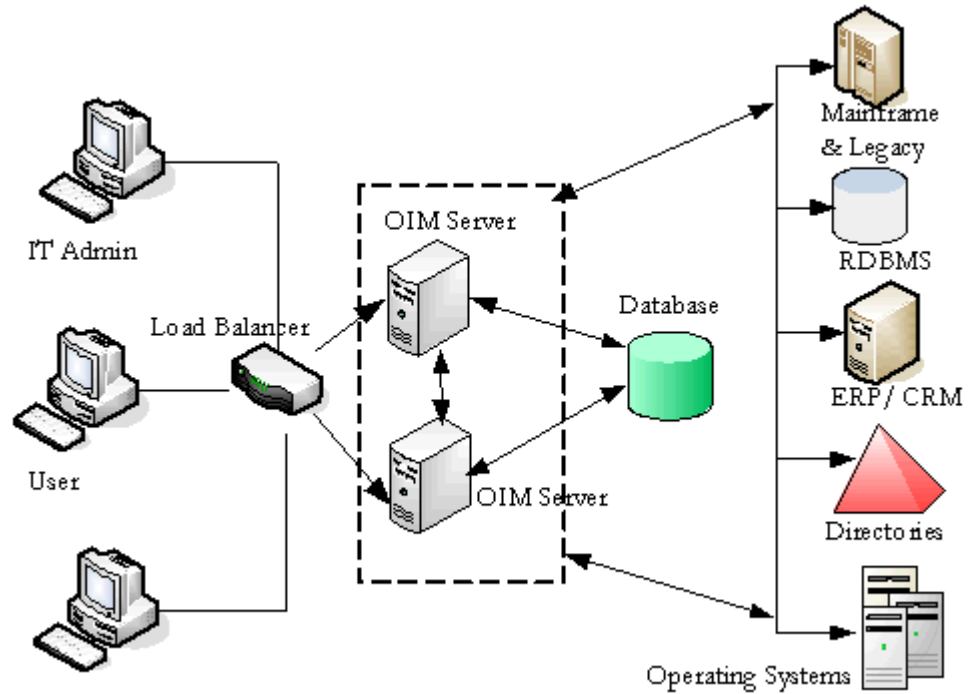 IT Admin
User
Load Balancer
OIM Server
OIM Server
Database
Mainframe
& Legacy
RDBMS
ERP/ CRM
Directories
Operating Systems